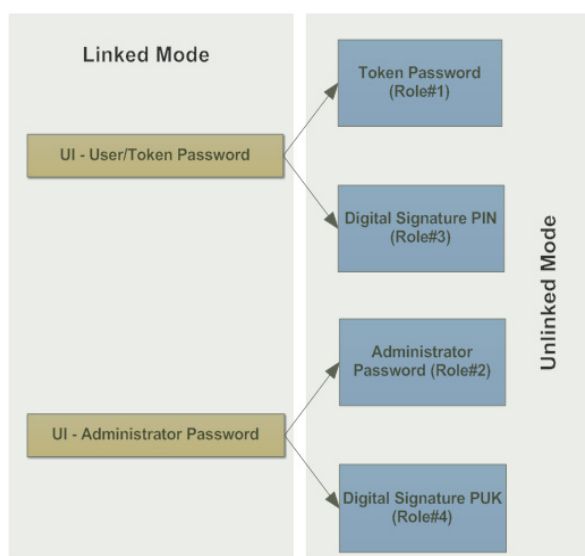 Linked Mode
UI - User/Token Password
UI - Administrator Password
Token Password
(Role#1)
Digital Signature PIN
(Role#3)
Administrator
Password (Role#2)
Digital Signature PUK
(Role#4)
Unlinked Mode